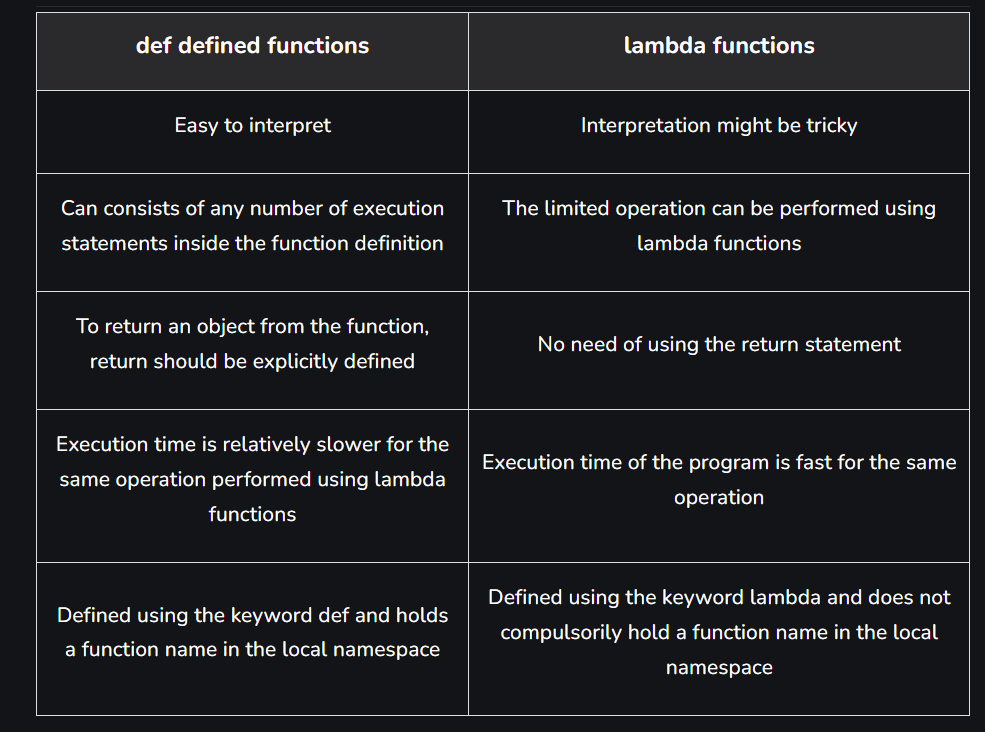 def defined functions
lambda functions
Easy to interpret
Interpretation might be tricky
Can consists of any number of execution
statements inside the function definition
The limited operation can be performed using
lambda functions
To return an object from the function,
return should be explicitly defined
No need of using the return statement
Execution time is relatively slower for the
same operation performed using lambda
functions
Execution time of the program is fast for the same
operation
Defined using the keyword def and holds
a function name in the local namespace
Defined using the keyword lambda and does not
compulsorily hold a function name in the local
namespace